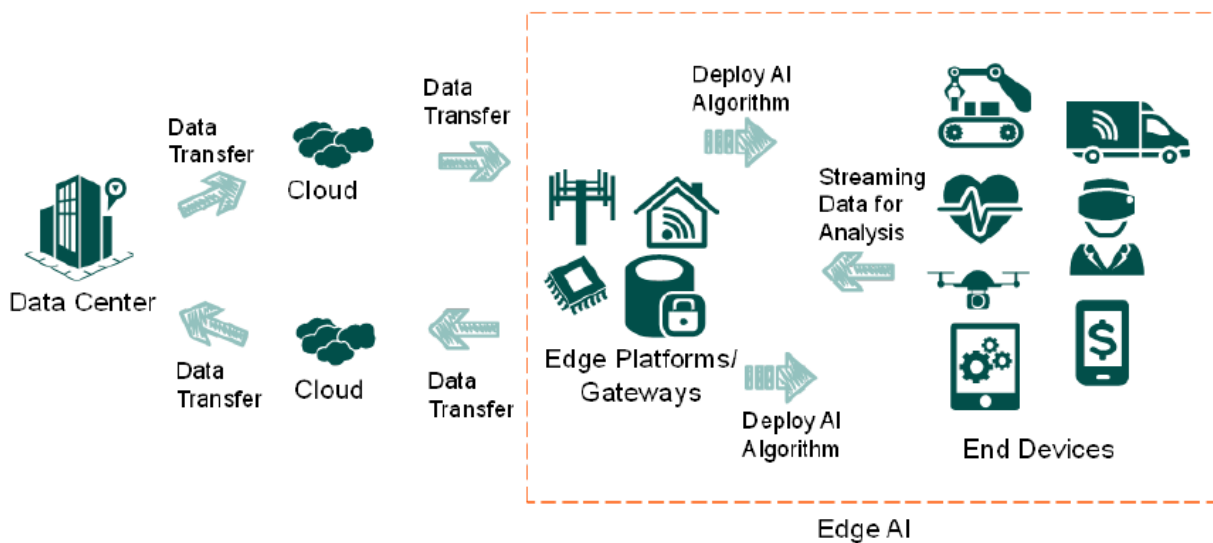 Data
Transfer
Cloud
Data
Transfer
Deploy AI
Algorithm
Streaming
Data for
Analysis
Data Center
Data
Transfer
Cloud
Data
Transfer
Edge Platforms/
Gateways
Deploy AI
Algorithm
$
End Devices
Edge AI